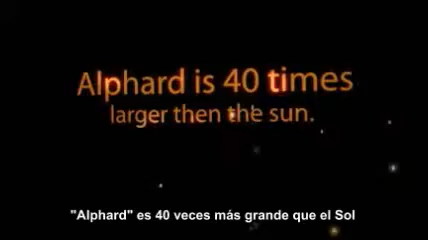 Alphard is 40 times
larger then the sun.
"Alphard" es 40 veces más grande que el Sol